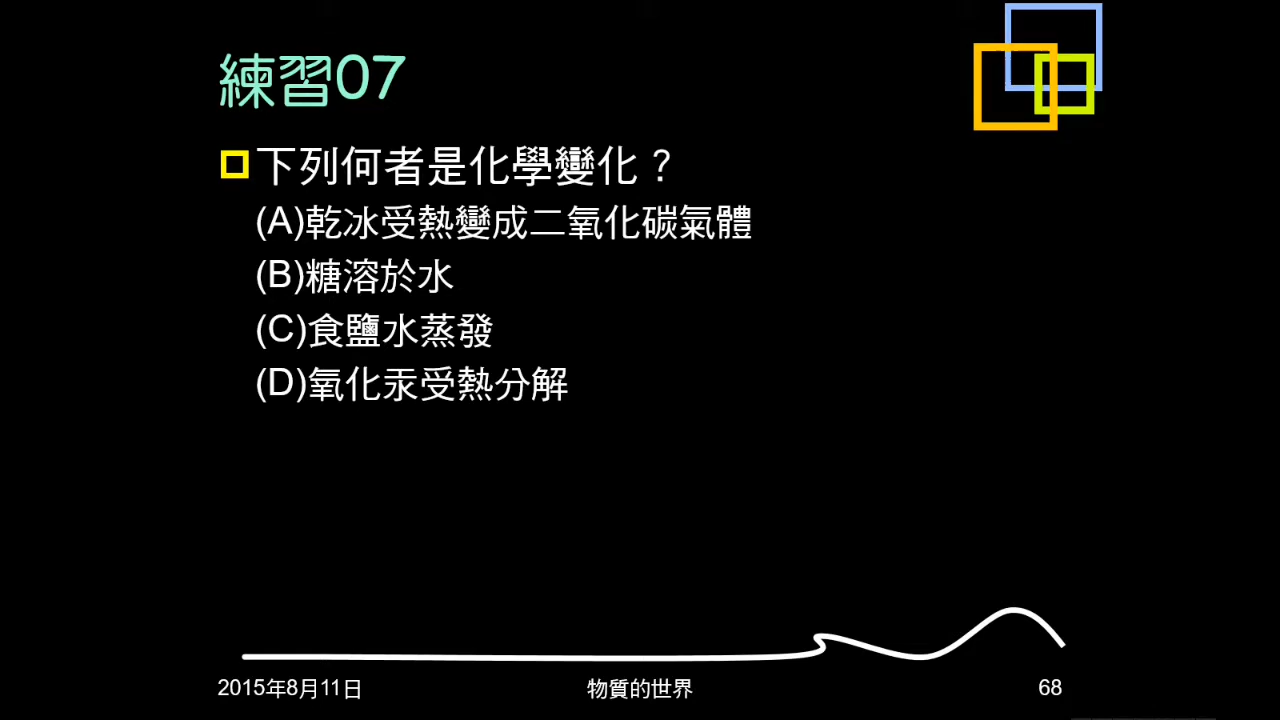 練習07
下列何者是化學變化？
(A)乾冰受熱變成二氧化碳氣體
(B)糖溶於水
(C)食鹽水蒸發
(D)氧化汞受熱分解
2015年8月11日
物質的世界
68